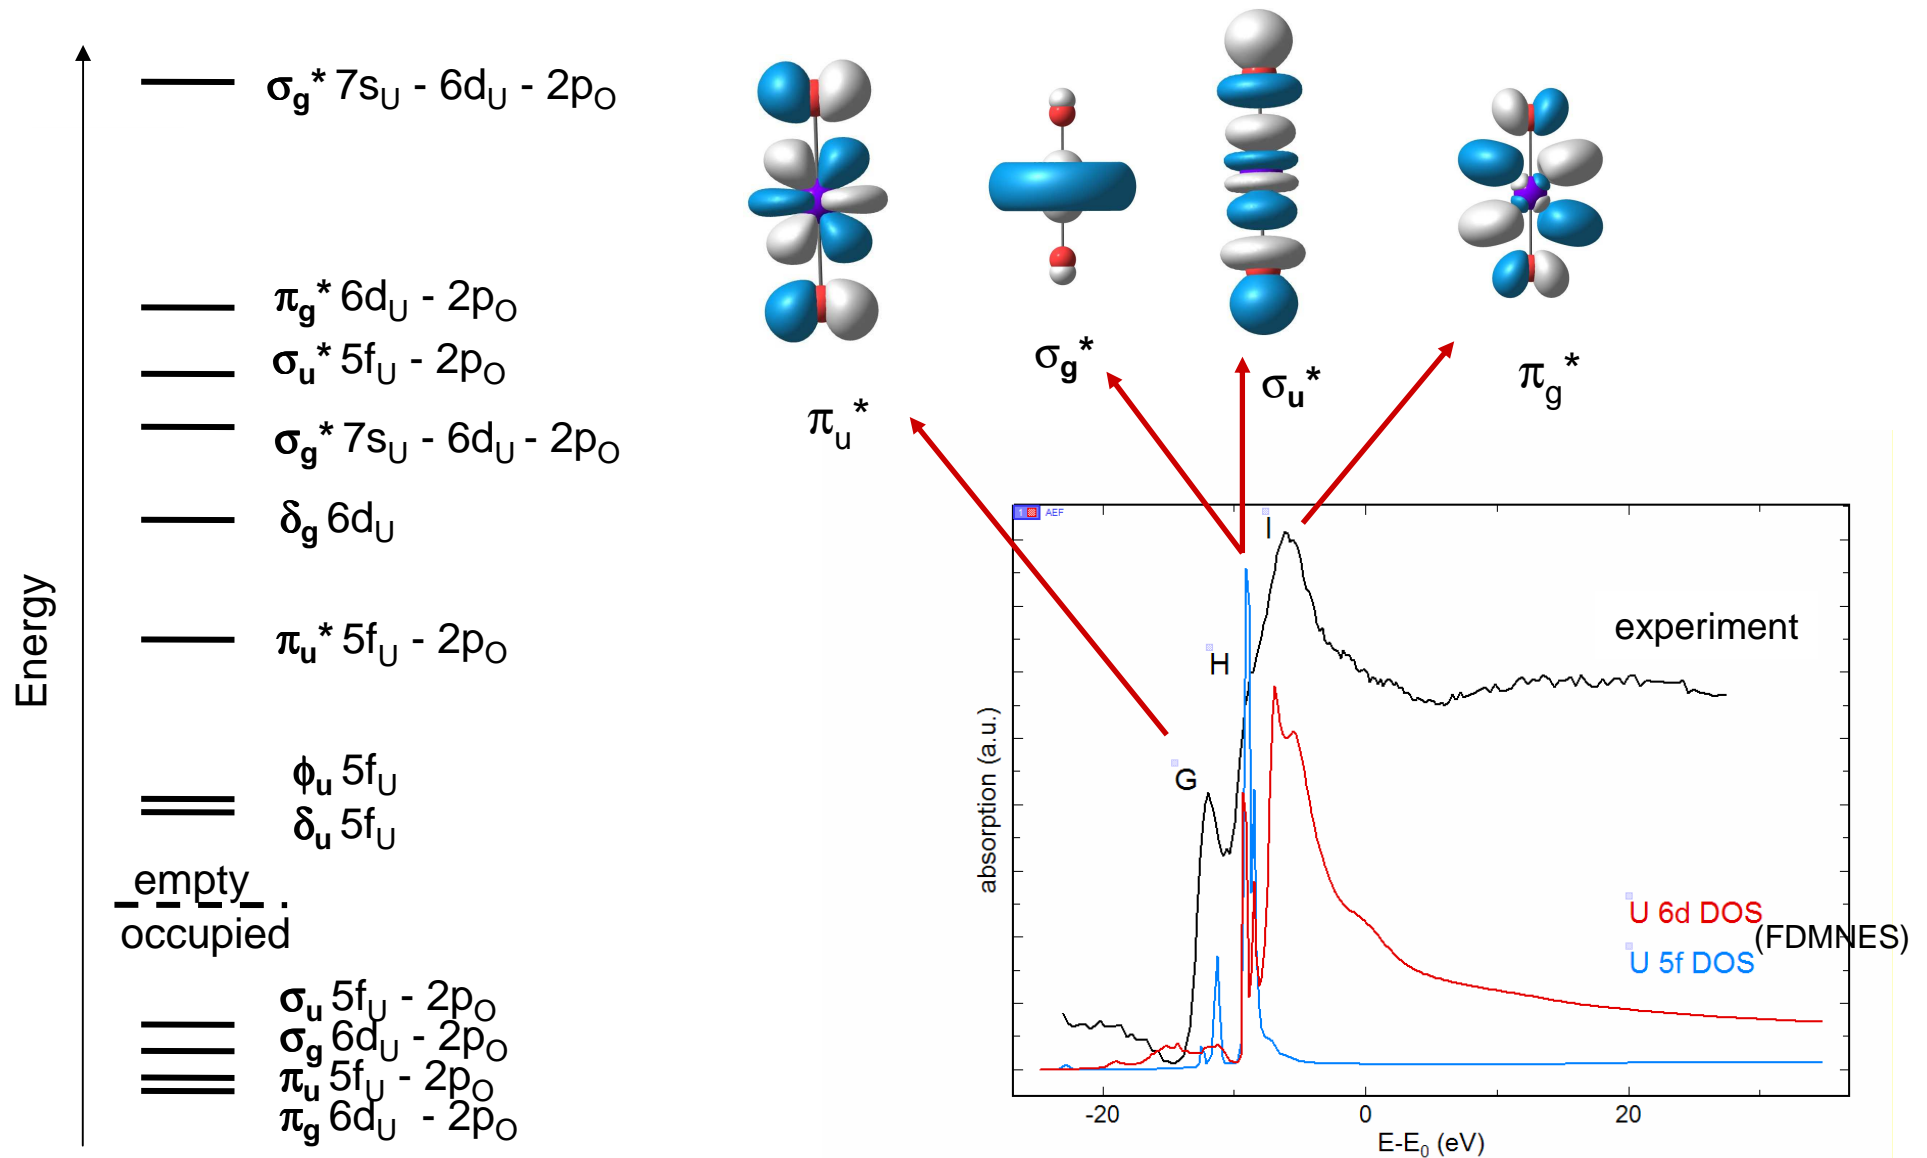 Energy
σg* 7sU - 6dU - 2pO
πg* 6dU - 2pO
σu* 5fU - 2pO
σg* 7sU - 6dU - 2pO
δg 6dU
πu* 5fU - 2pO
ϕu 5fU
δu 5fU
empty
occupied
σu 5fU - 2pO
σg 6dU - 2pO
πu 5fU - 2pO
πg 6dU - 2pO
πu*
σg*
σu*
πg*
1 AEF
I
H
G
experiment
absorption (a.u.)
U 6d DOS
(FDMNES)
U 5f DOS
-20
0
20
E-E0 (eV)